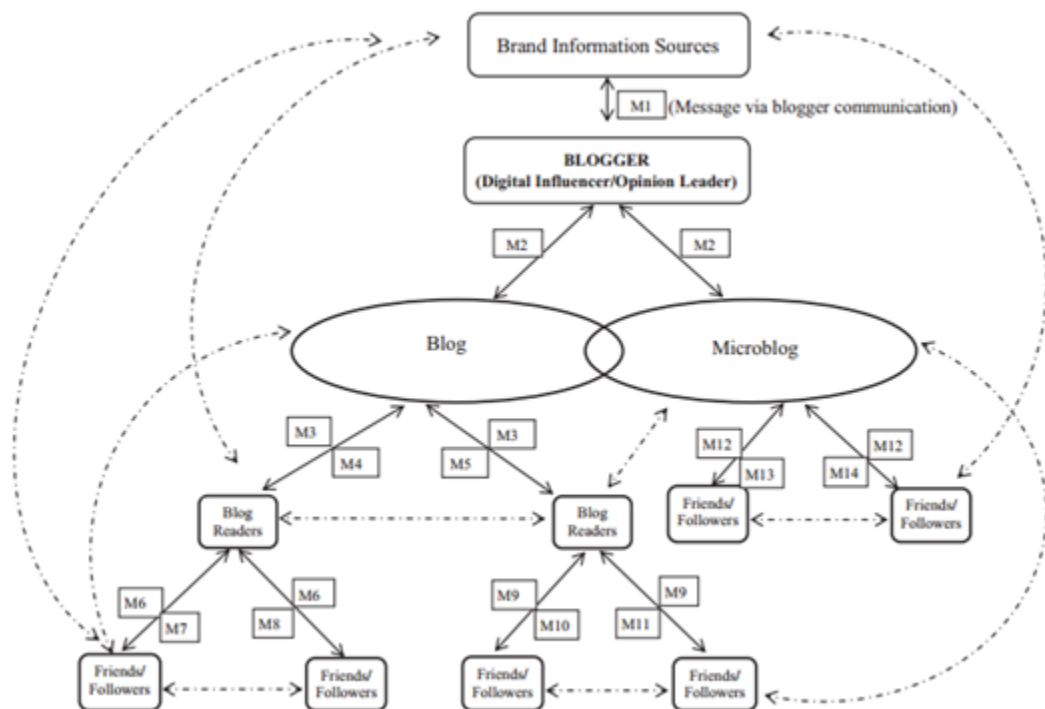 Brand Information Sources
M1 (Message via blogger communication)
BLOGGER
(Digital Influencer/Opinion Leader)
M2
M2
Blog
Microblog
M3
M3
M4
M5
M12
M12
M13
M14
Blog
Readers
Blog
Readers
Friends/
Followers
Friends/
Followers
M6
M6
M7
M8
M9
M9
M10
M11
Friends/
Followers
Friends/
Followers
Friends/
Followers
Friends/
Followers